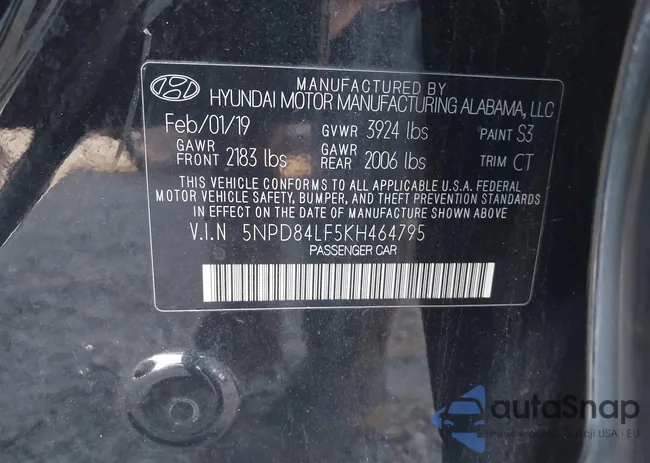 MANUFACTURED BY
HYUNDAI MOTOR MANUFACTURING ALABAMA, LLC
Feb/01/19 GVWR 3924 lbs PAINT S3
GAWR FRONT 2183 lbs GAWR REAR 2006 lbs TRIM CT
THIS VEHICLE CONFORMS TO ALL APPLICABLE U.S.A. FEDERAL
MOTOR VEHICLE SAFETY, BUMPER, AND THEFT PREVENTION STANDARDS
IN EFFECT ON THE DATE OF MANUFACTURE SHOWN ABOVE
V.I.N 5NPD84LF5KH464795
PASSENGER CAR
autoSnap
USA - EU